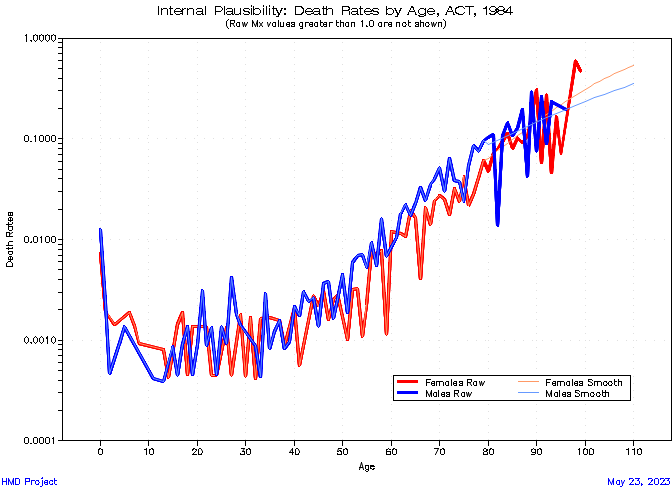 Internal Plausibility: Death Rates by Age, ACT, 1984
(Raw Mx values greater than 1.0 are not shown)
1.0000
0.1000
0.0100
0.0010
0.0001
Death Rates
0 10 20 30 40 50 60 70 80 90 100 110
Age
Females Raw Females Smooth
Males Raw Males Smooth
HMD Project May 23, 2023